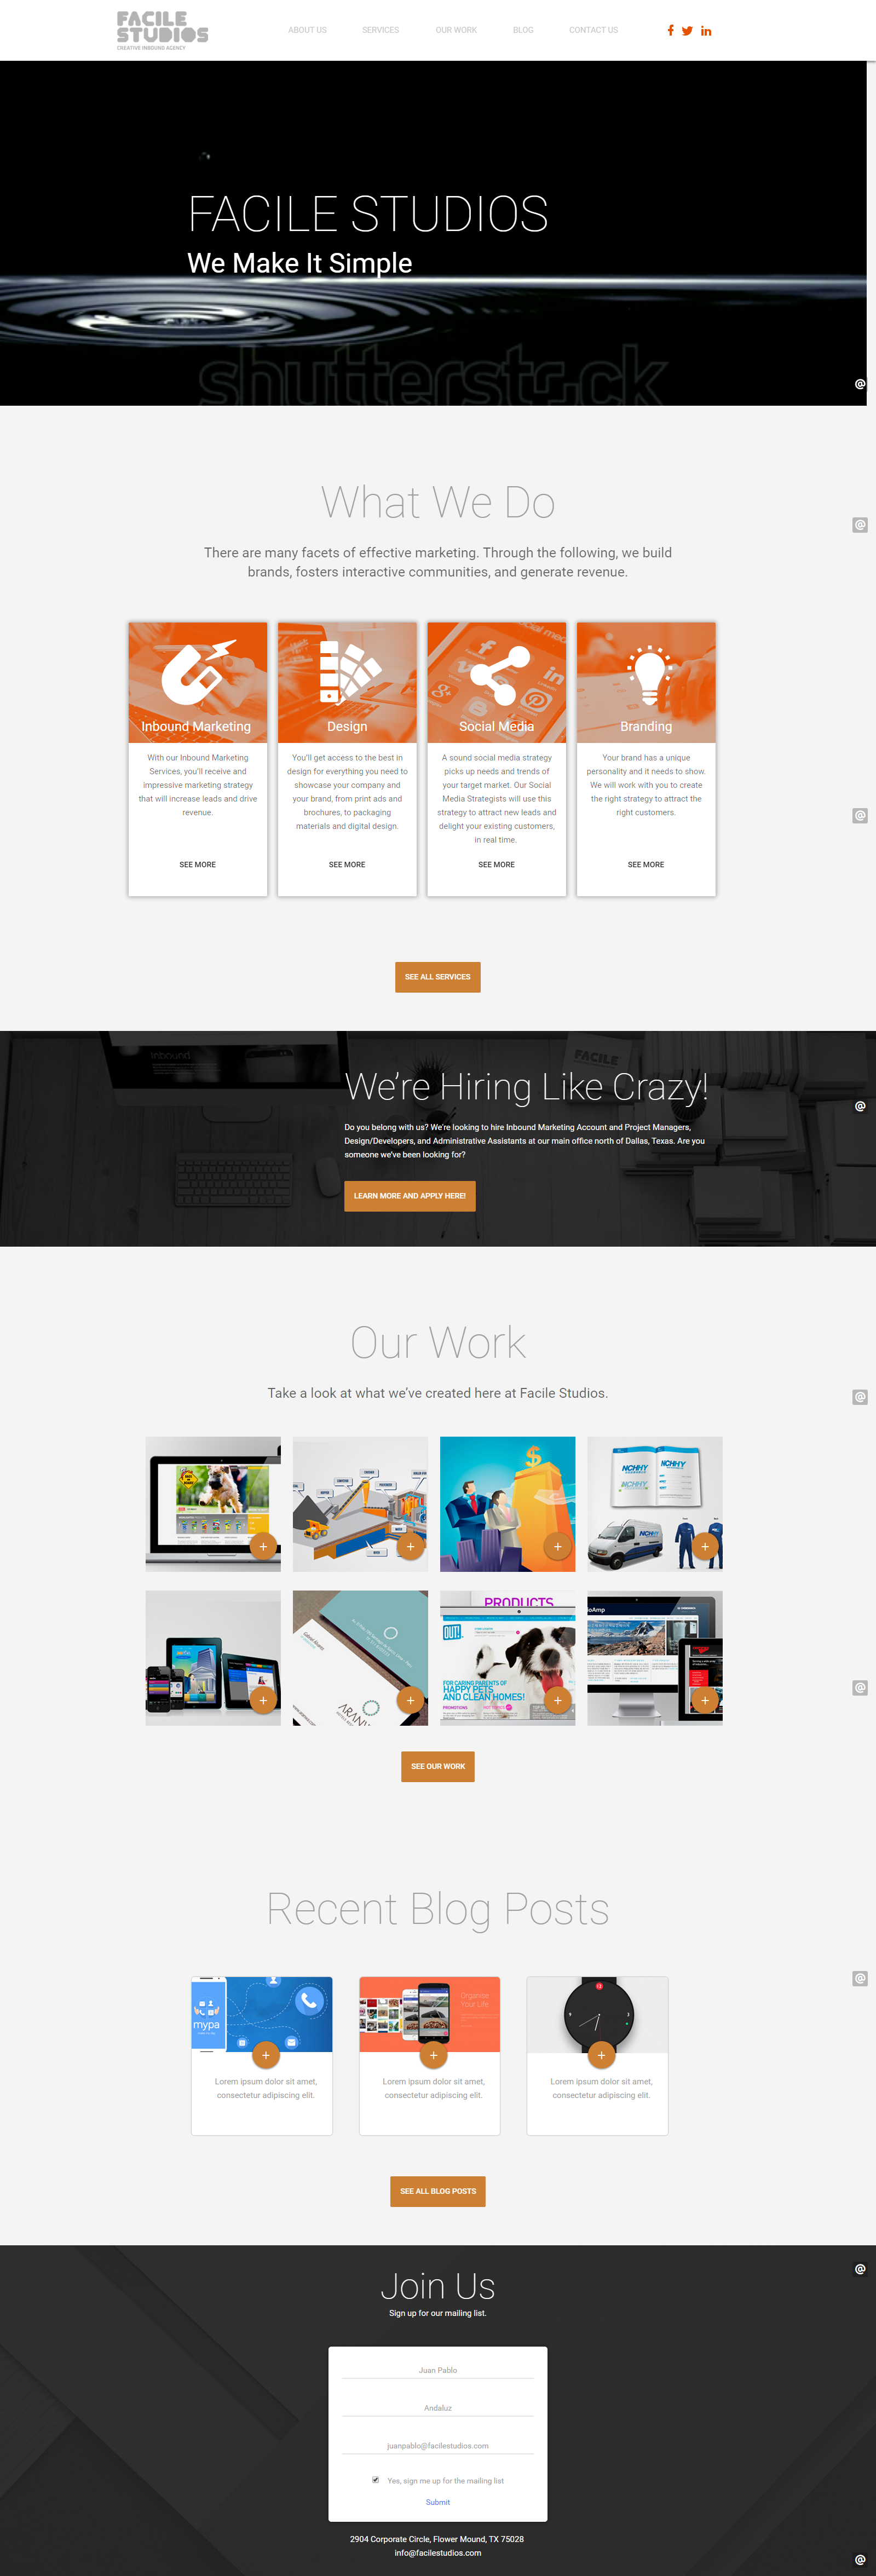 FACILE
STUDIOS
CREATIVE INBOUND AGENCY
ABOUT US
SERVICES
OUR WORK
BLOG
CONTACT US
FACILE STUDIOS
We Make It Simple
shutterstock
@
What We Do
@
There are many facets of effective marketing. Through the following, we build
brands, fosters interactive communities, and generate revenue.
Inbound Marketing
With our Inbound Marketing
Services, you'll receive and
impressive marketing strategy
that will increase leads and drive
revenue.
SEE MORE
Design
You'll get access to the best in
design for everything you need to
showcase your company and
your brand, from print ads and
brochures, to packaging
materials and digital design.
SEE MORE
Social Media
A sound social media strategy
picks up needs and trends of
your target market. Our Social
Media Strategists will use this
strategy to attract new leads and
delight your existing customers,
in real time.
SEE MORE
Branding
Your brand has a unique
personality and it needs to show.
We will work with you to create
the right strategy to attract the
right customers.
SEE MORE
@
SEE ALL SERVICES
Inbound
FACILE
We're Hiring Like Crazy!
@
Do you belong with us? We're looking to hire Inbound Marketing Account and Project Managers,
Design/Developers, and Administrative Assistants at our main office north of Dallas, Texas. Are you
someone we've been looking for?
LEARN MORE AND APPLY HERE!
Our Work
Take a look at what we've created here at Facile Studios.
@
$
NCHHY
NCHHY
NCH
PRODUCTS
OUT!
FOR CARING PARENTS OF
HAPPY PETS
AND CLEAN HOMES!
PROMOTIONS
@
SEE OUR WORK
Recent Blog Posts
@
mypa
Lorem ipsum dolor sit amet,
consectetur adipiscing elit.
Organise
Your Life
Lorem ipsum dolor sit amet,
consectetur adipiscing elit.
Lorem ipsum dolor sit amet,
consectetur adipiscing elit.
SEE ALL BLOG POSTS
Join Us
@
Sign up for our mailing list.
Juan Pablo
Andaluz
juanpablo@facilestudios.com
Yes, sign me up for the mailing list
Submit
2904 Corporate Circle, Flower Mound, TX 75028
info@facilestudios.com
@